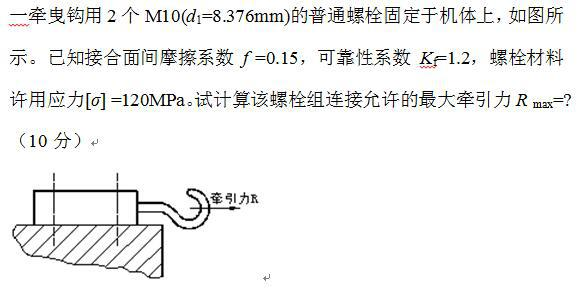 一牵曳钩用 2 个 M10(d1=8.376mm)的普通螺栓固定于机体上，如图所
示。已知接合面间摩擦系数 f =0.15，可靠性系数 Kf=1.2，螺栓材料
许用应力[σ] =120MPa。试计算该螺栓组连接允许的最大牵引力 R max=?
（10 分）
牵引力R